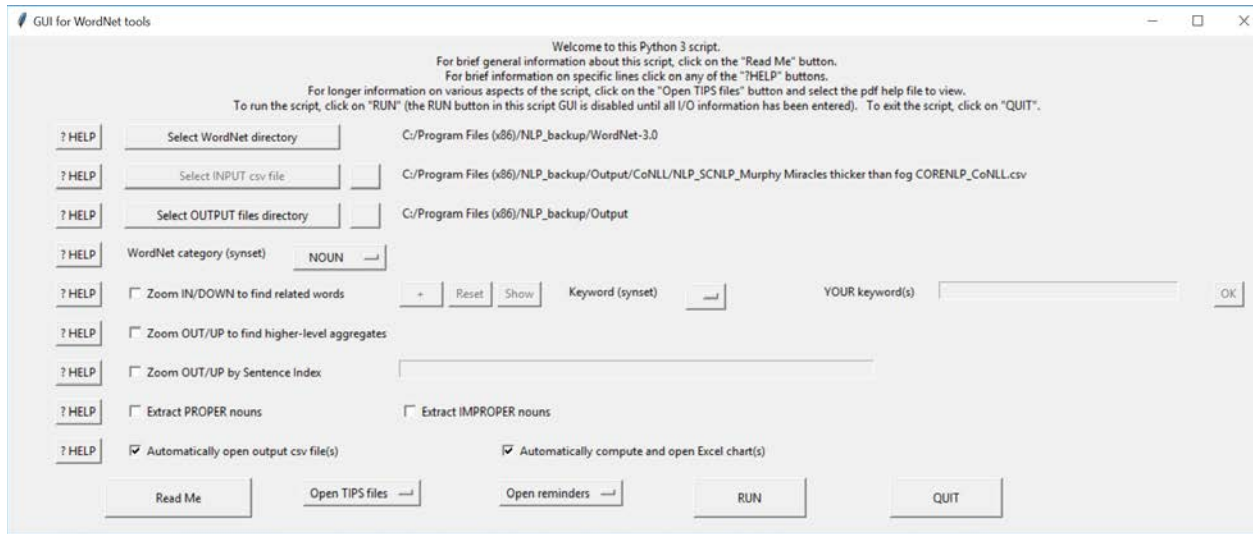 GUI for WordNet tools
Welcome to this Python 3 script.
For brief general information about this script, click on the "Read Me" button.
For brief information on specific lines click on any of the "?HELP" buttons.
For longer information on various aspects of the script, click on the "Open TIPS files" button and select the pdf help file to view.
To run the script, click on "RUN" (the RUN button in this script GUI is disabled until all I/O information has been entered). To exit the script, click on "QUIT".
? HELP Select WordNet directory C:/Program Files (x86)/NLP_backup/WordNet-3.0
? HELP Select INPUT csv file C:/Program Files (x86)/NLP_backup/Output/CoNLL/NLP_SCNLP_Murphy Miracles thicker than fog CORENLP_CoNLL.csv
? HELP Select OUTPUT files directory C:/Program Files (x86)/NLP_backup/Output
? HELP WordNet category (synset) NOUN
? HELP Zoom IN/DOWN to find related words + Reset Show Keyword (synset) YOUR keyword(s) OK
? HELP Zoom OUT/UP to find higher-level aggregates
? HELP Zoom OUT/UP by Sentence Index
? HELP Extract PROPER nouns Extract IMPROPER nouns
? HELP Automatically open output csv file(s) Automatically compute and open Excel chart(s)
Read Me Open TIPS files Open reminders RUN QUIT